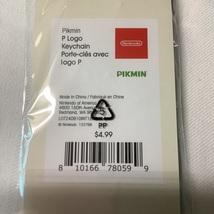 Pikmin
P Logo
Keychain
Porte-clés avec
logo P
Nintendo
PIKMIN
Made in China / Fabriqué en Chine
Nintendo of America
Redmond, WA
PP
$4.99
8 10166 78059 9